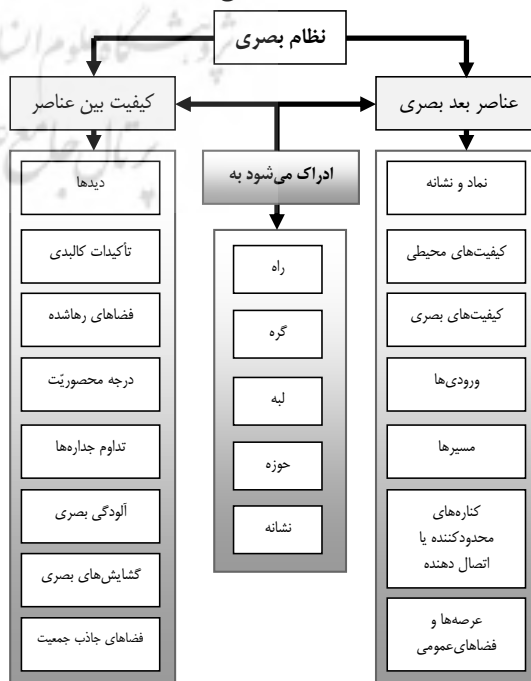 نظام بصری
عناصر بعد بصری
نماد و نشانه
کیفیت‌های محیطی
کیفیت‌های بصری
ورودی‌ها
مسیرها
کناره‌های
محدودکننده یا
اتصال دهنده
عرصه‌ها و
فضاهای‌عمومی
ادراک می‌شود به
راه
گره
لبه
حوزه
نشانه
کیفیت بین عناصر
دیدها
تأکیدات کالبدی
فضاهای رهاشده
درجه محصوریّت
تداوم جداره‌ها
آلودگی بصری
گشایش‌های بصری
فضاهای جاذب جمعیت